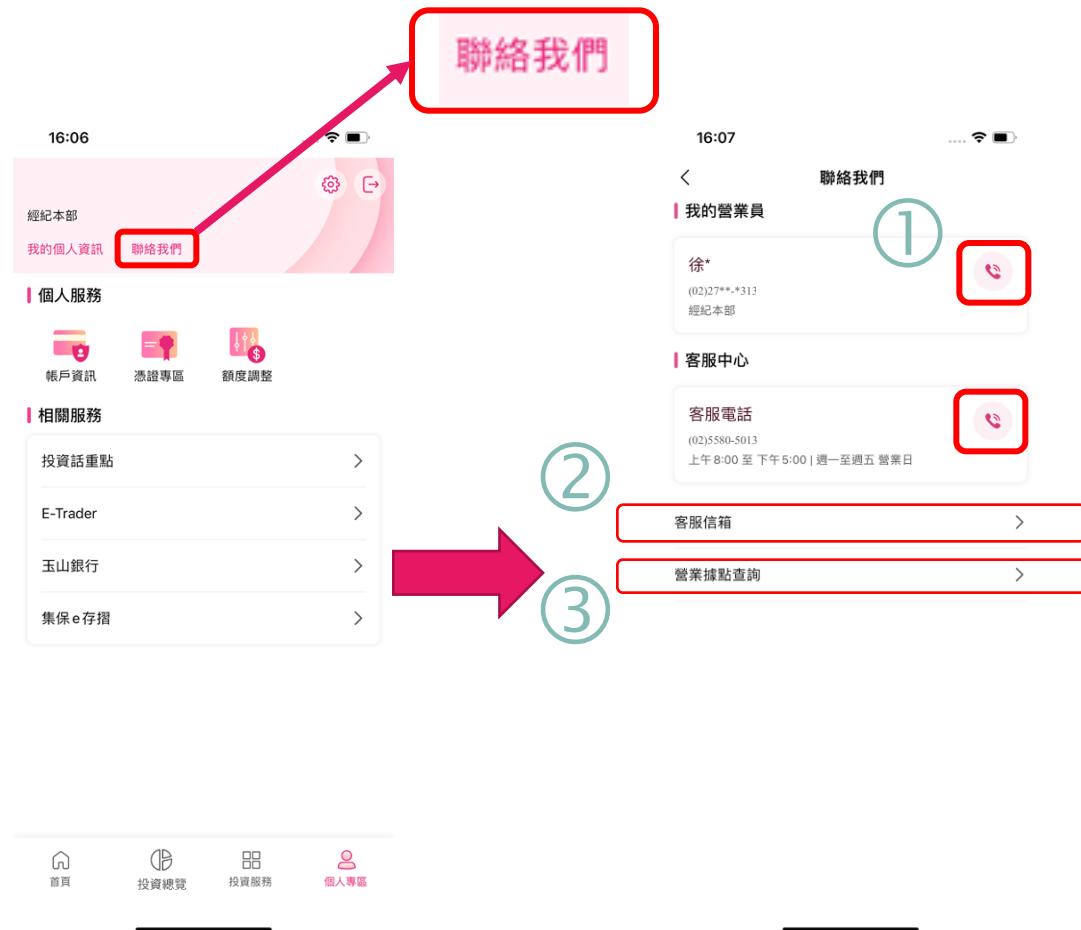 聯絡我們
16:06
經紀本部
我的個人資訊 聯絡我們
個人服務
帳戶資訊 憑證專區 額度調整
相關服務
投資話重點
E-Trader
玉山銀行
集保e存摺
首頁 投資總覽 投資服務 個人專區
16:07
聯絡我們
我的營業員
①
徐*
(02)27**-*313
經紀本部
客服中心
客服電話
(02)5580-5013
上午8:00 至 下午5:00 | 週一至週五 營業日
②
客服信箱
營業據點查詢
③